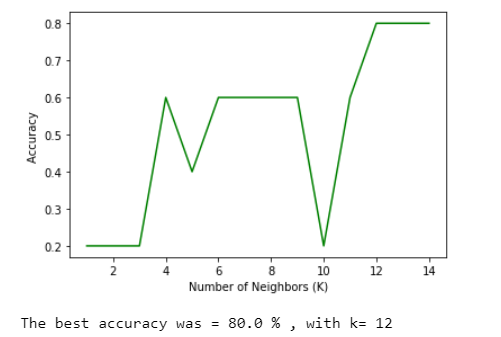 0.8
0.7
0.6
0.5
0.4
0.3
0.2
Accuracy
2 4 6 8 10 12 14
Number of Neighbors (K)
The best accuracy was = 80.0 % , with k= 12